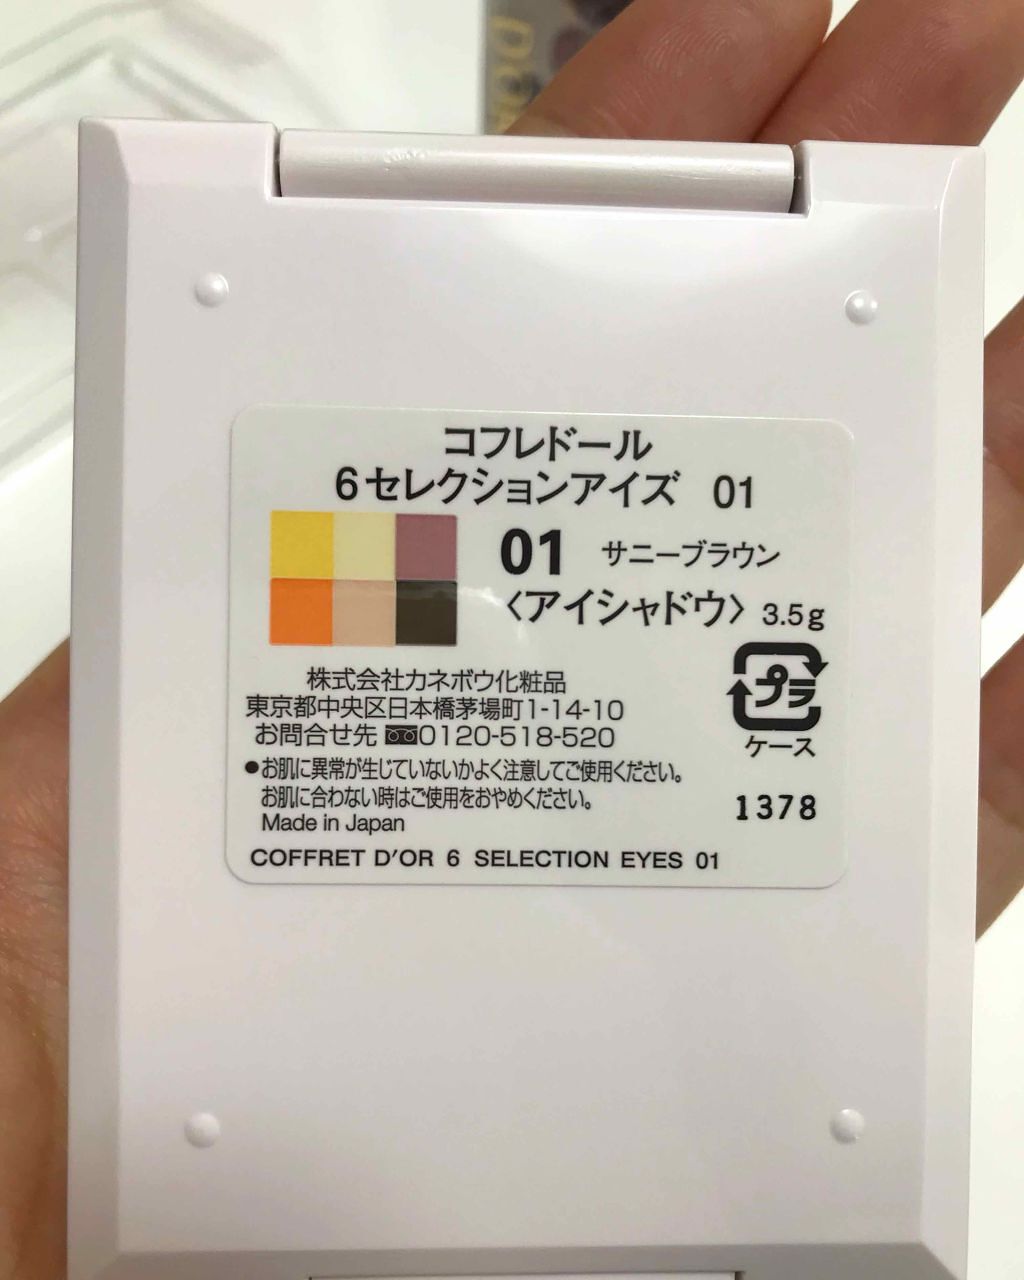 コフレドール
6セレクションアイズ 01
01 サニーブラウン
〈アイシャドウ〉 3.5g
株式会社カネボウ化粧品
東京都中央区日本橋茅場町1-14-10
お問合せ先 0120-518-520
●お肌に異常が生じていないかよく注意してご使用ください。
お肌に合わない時はご使用をおやめください。
Made in Japan
プラ
ケース
1378
COFFRET D'OR 6 SELECTION EYES 01